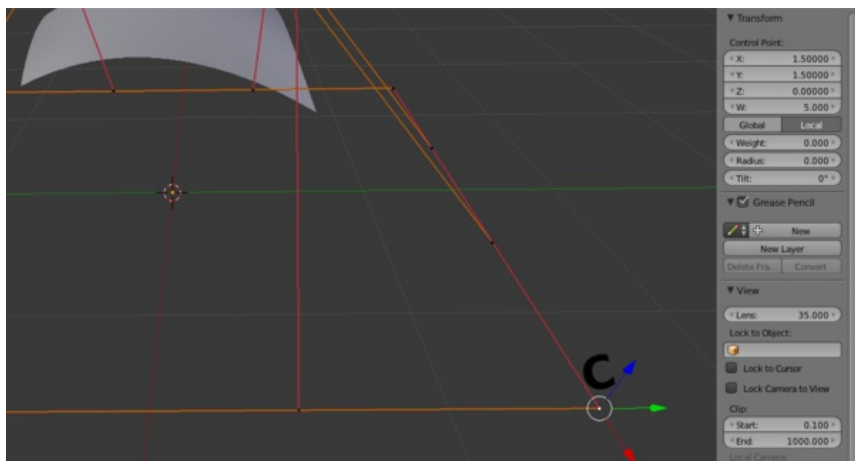 C
Transform
Control Point:
X: 1.50000
Y: 1.50000
Z: 0.00000
W: 5.000
Global Local
Weight: 0.000
Radius: 0.000
Tilt: 0°
Grease Pencil
New
New Layer
Delete Fra... Convert
View
Lens: 35.000
Lock to Object:
Lock to Cursor
Lock Camera to View
Clip:
Start: 0.100
End: 1000.000
Local Camera: